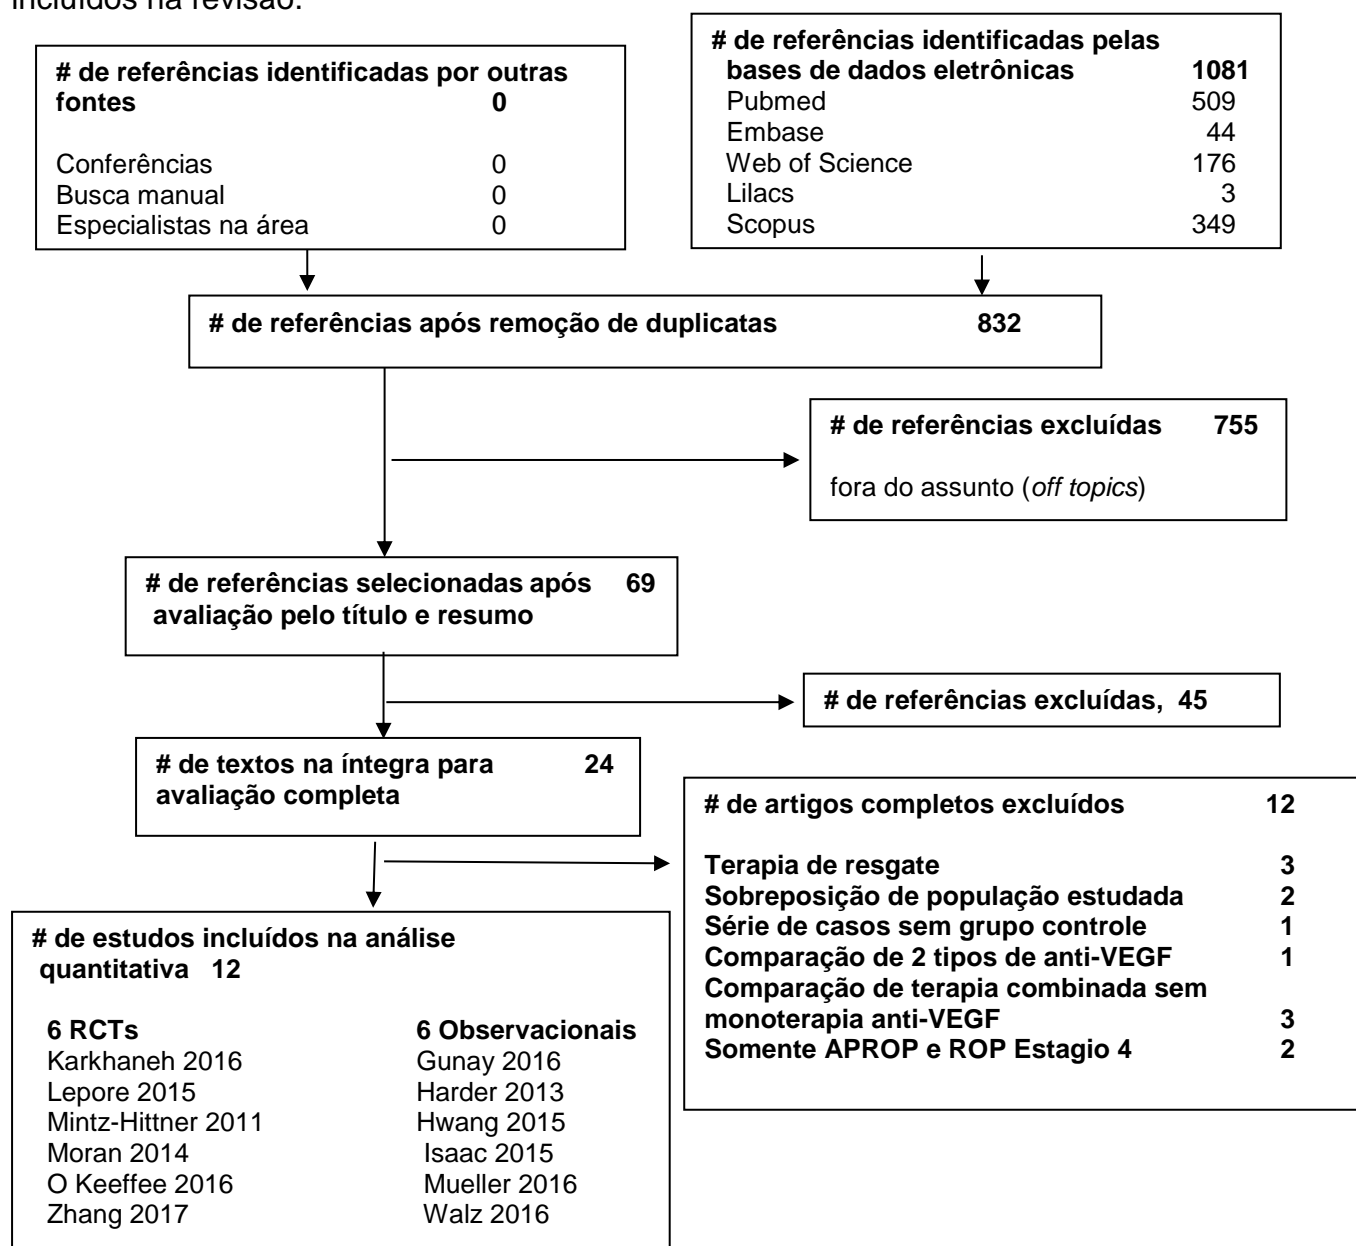 incluídos na revisão.
# de referências identificadas por outras
fontes 0
Conferências 0
Busca manual 0
Especialistas na área 0
# de referências identificadas pelas
bases de dados eletrônicas 1081
Pubmed 509
Embase 44
Web of Science 176
Lilacs 3
Scopus 349
# de referências após remoção de duplicatas 832
# de referências excluídas 755
fora do assunto (off topics)
# de referências selecionadas após 69
avaliação pelo título e resumo
# de referências excluídas, 45
# de textos na íntegra para 24
avaliação completa
# de artigos completos excluídos 12
Terapia de resgate 3
Sobreposição de população estudada 2
Série de casos sem grupo controle 1
Comparação de 2 tipos de anti-VEGF 1
Comparação de terapia combinada sem
monoterapia anti-VEGF 3
Somente APROP e ROP Estagio 4 2
# de estudos incluídos na análise
quantitativa 12
6 RCTs 6 Observacionais
Karkhaneh 2016 Gunay 2016
Lepore 2015 Harder 2013
Mintz-Hittner 2011 Hwang 2015
Moran 2014 Isaac 2015
O Keeffee 2016 Mueller 2016
Zhang 2017 Walz 2016